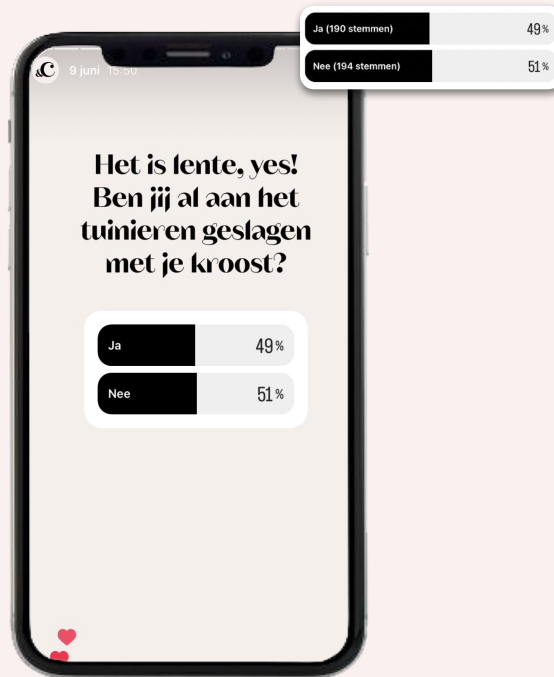 Ja (190 stemmen) 49%
Nee (194 stemmen) 51%
&C 9 juni 15:50
Het is lente, yes!
Ben jij al aan het
tuinieren geslagen
met je kroost?
Ja 49%
Nee 51%